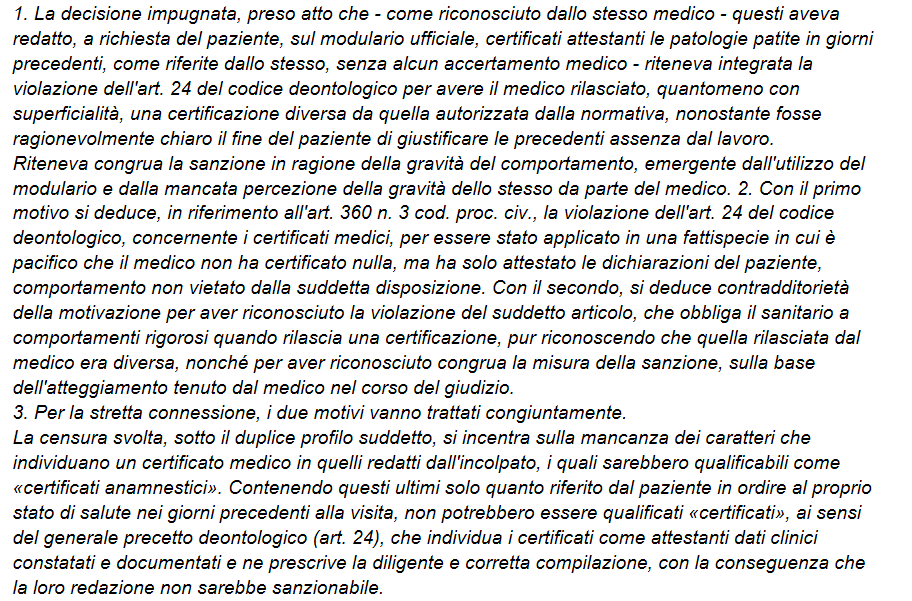 1. La decisione impugnata, preso atto che - come riconosciuto dallo stesso medico - questi aveva
redatto, a richiesta del paziente, sul modulario ufficiale, certificati attestanti le patologie patite in giorni
precedenti, come riferite dallo stesso, senza alcun accertamento medico - riteneva integrata la
violazione dell'art. 24 del codice deontologico per avere il medico rilasciato, quantomeno con
superficialità, una certificazione diversa da quella autorizzata dalla normativa, nonostante fosse
ragionevolmente chiaro il fine del paziente di giustificare le precedenti assenza dal lavoro.
Riteneva congrua la sanzione in ragione della gravità del comportamento, emergente dall'utilizzo del
modulario e dalla mancata percezione della gravità dello stesso da parte del medico. 2. Con il primo
motivo si deduce, in riferimento all'art. 360 n. 3 cod. proc. civ., la violazione dell'art. 24 del codice
deontologico, concernente i certificati medici, per essere stato applicato in una fattispecie in cui è
pacifico che il medico non ha certificato nulla, ma ha solo attestato le dichiarazioni del paziente,
comportamento non vietato dalla suddetta disposizione. Con il secondo, si deduce contradditorietà
della motivazione per aver riconosciuto la violazione del suddetto articolo, che obbliga il sanitario a
comportamenti rigorosi quando rilascia una certificazione, pur riconoscendo che quella rilasciata dal
medico era diversa, nonché per aver riconosciuto congrua la misura della sanzione, sulla base
dell'atteggiamento tenuto dal medico nel corso del giudizio.
3. Per la stretta connessione, i due motivi vanno trattati congiuntamente.
La censura svolta, sotto il duplice profilo suddetto, si incentra sulla mancanza dei caratteri che
individuano un certificato medico in quelli redatti dall'incolpato, i quali sarebbero qualificabili come
«certificati anamnestici». Contenendo questi ultimi solo quanto riferito dal paziente in ordire al proprio
stato di salute nei giorni precedenti alla visita, non potrebbero essere qualificati «certificati», ai sensi
del generale precetto deontologico (art. 24), che individua i certificati come attestanti dati clinici
constatati e documentati e ne prescrive la diligente e corretta compilazione, con la conseguenza che
la loro redazione non sarebbe sanzionabile.